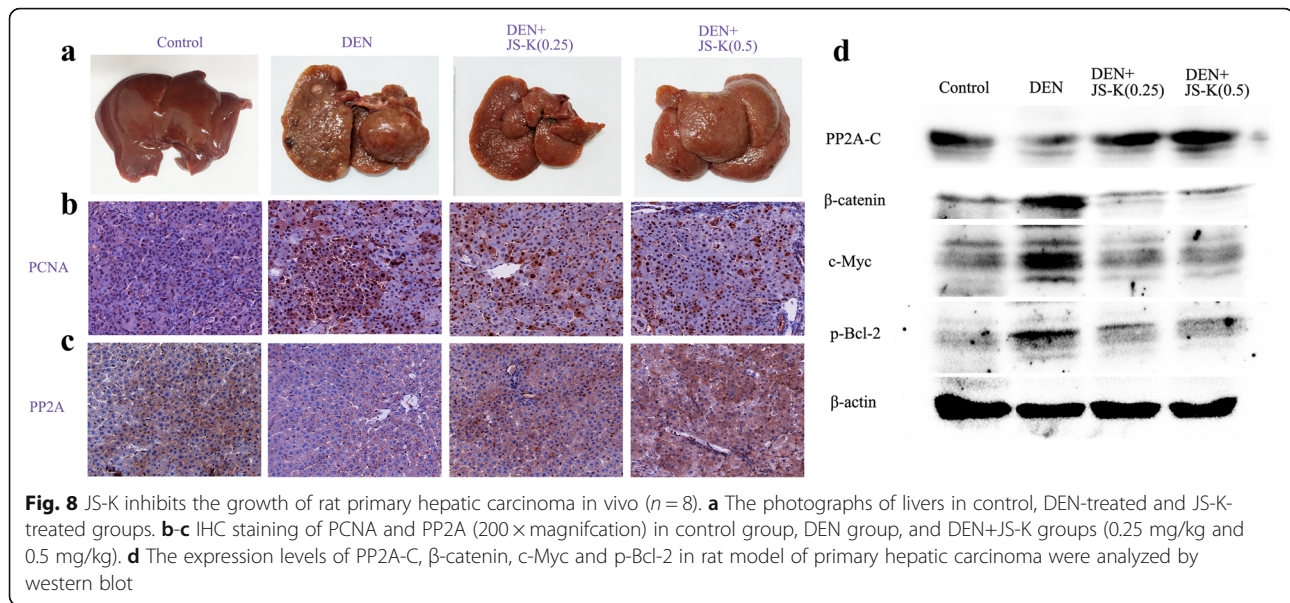 a
Control
DEN
DEN+
JS-K(0.25)
DEN+
JS-K(0.5)
b
PCNA
c
PP2A
d
Control
DEN
DEN+
JS-K(0.25)
DEN+
JS-K(0.5)
PP2A-C
β-catenin
c-Myc
p-Bcl-2
β-actin
Fig. 8 JS-K inhibits the growth of rat primary hepatic carcinoma in vivo (n = 8). a The photographs of livers in control, DEN-treated and JS-K-
treated groups. b-c IHC staining of PCNA and PP2A (200 × magnifcation) in control group, DEN group, and DEN+JS-K groups (0.25 mg/kg and
0.5 mg/kg). d The expression levels of PP2A-C, β-catenin, c-Myc and p-Bcl-2 in rat model of primary hepatic carcinoma were analyzed by
western blot